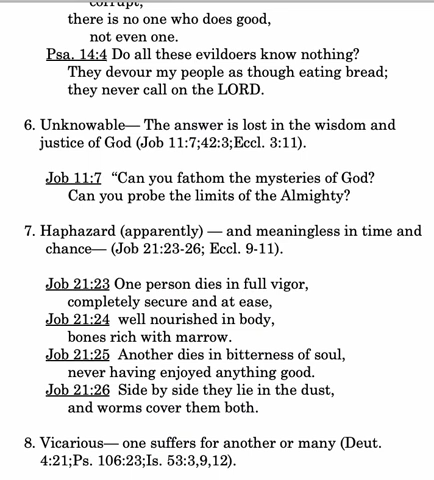 corrupt,
there is no one who does good,
not even one.
Psa. 14:4 Do all these evildoers know nothing?
They devour my people as though eating bread;
they never call on the LORD.
6. Unknowable— The answer is lost in the wisdom and
justice of God (Job 11:7;42:3;Eccl. 3:11).
Job 11:7 “Can you fathom the mysteries of God?
Can you probe the limits of the Almighty?
7. Haphazard (apparently) — and meaningless in time and
chance— (Job 21:23-26; Eccl. 9-11).
Job 21:23 One person dies in full vigor,
completely secure and at ease,
Job 21:24 well nourished in body,
bones rich with marrow.
Job 21:25 Another dies in bitterness of soul,
never having enjoyed anything good.
Job 21:26 Side by side they lie in the dust,
and worms cover them both.
8. Vicarious— one suffers for another or many (Deut.
4:21;Ps. 106:23;Is. 53:3,9,12).